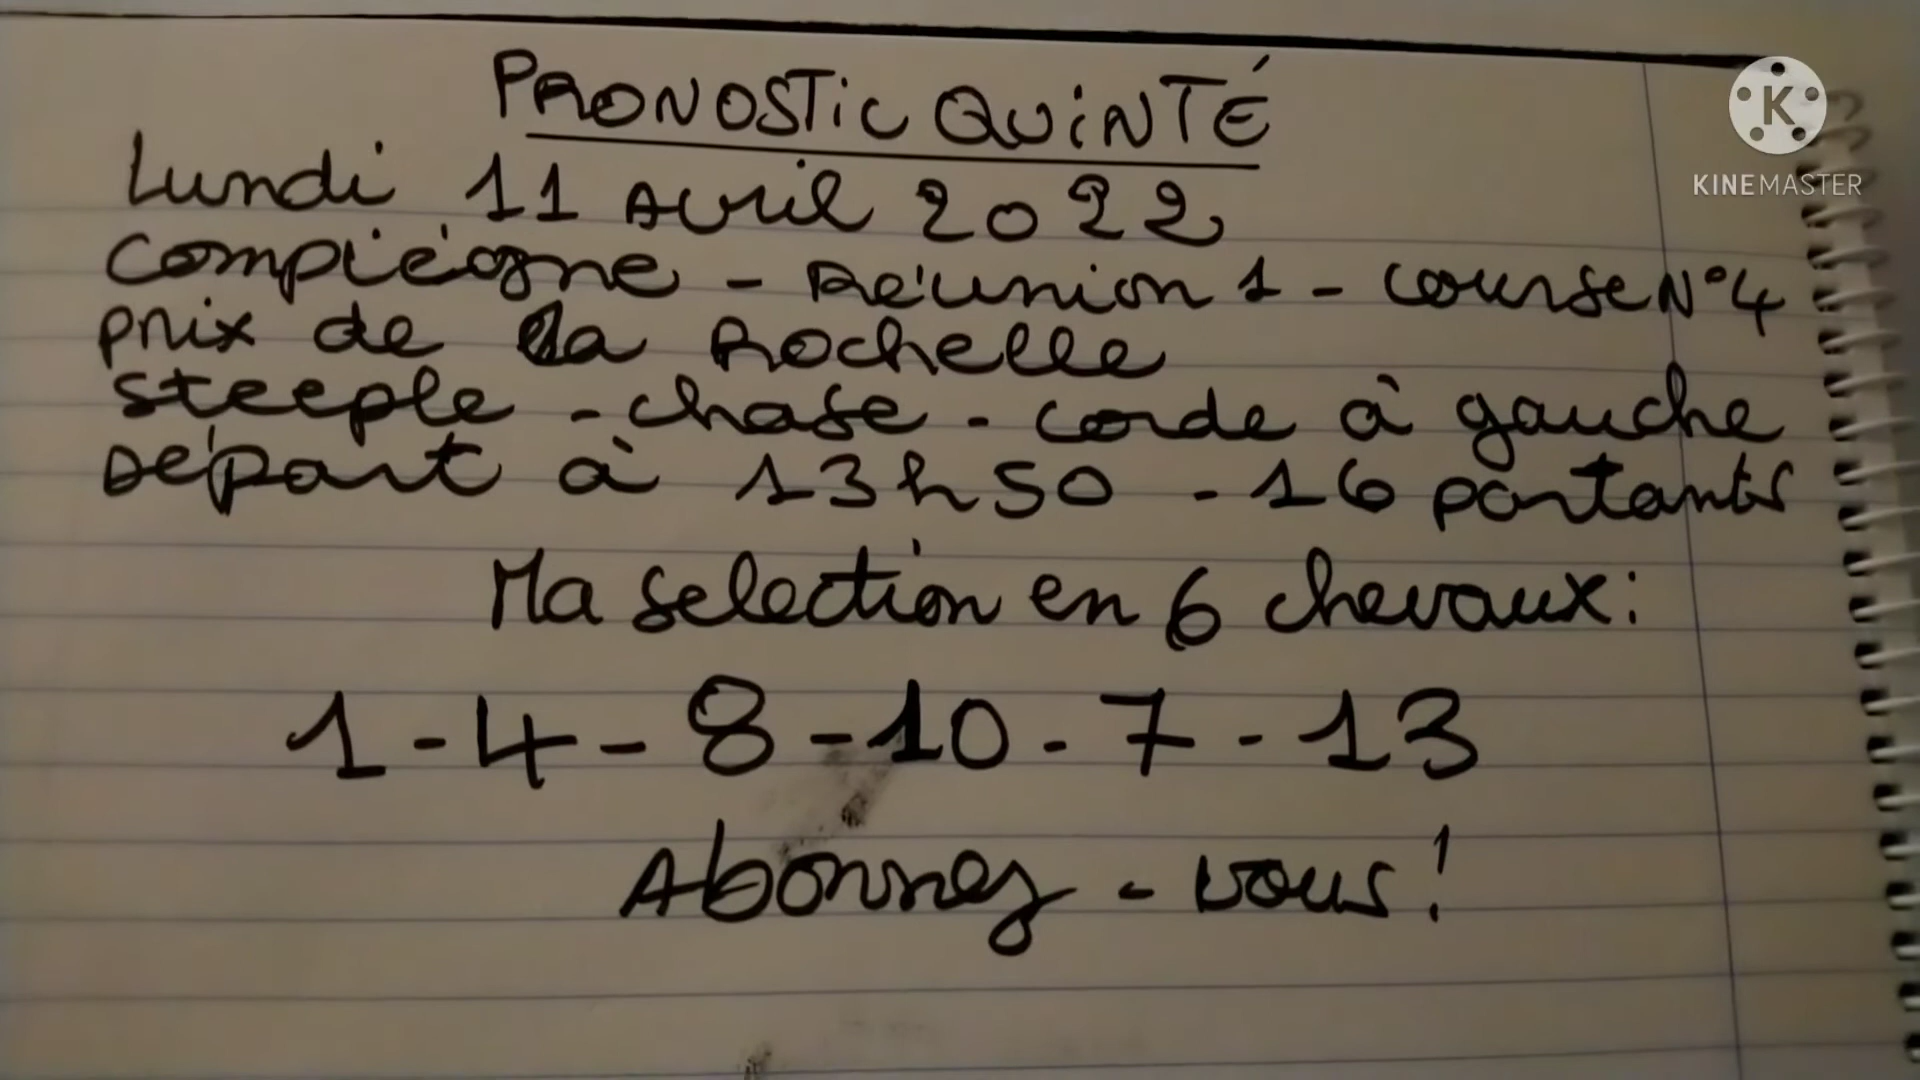 PRONOSTIC QUINTÉ
Lundi 11 Avril 2022
Compiégne - Réunion 1 - course N°4
prix de la Rochelle
steeple - chase - corde à gauche
Départ à 13h50 - 16 partants
Ma selection en 6 chevaux:
1 - 4 - 8 - 10 - 7 - 13
Abonnez - vous!
K
KINEMASTER